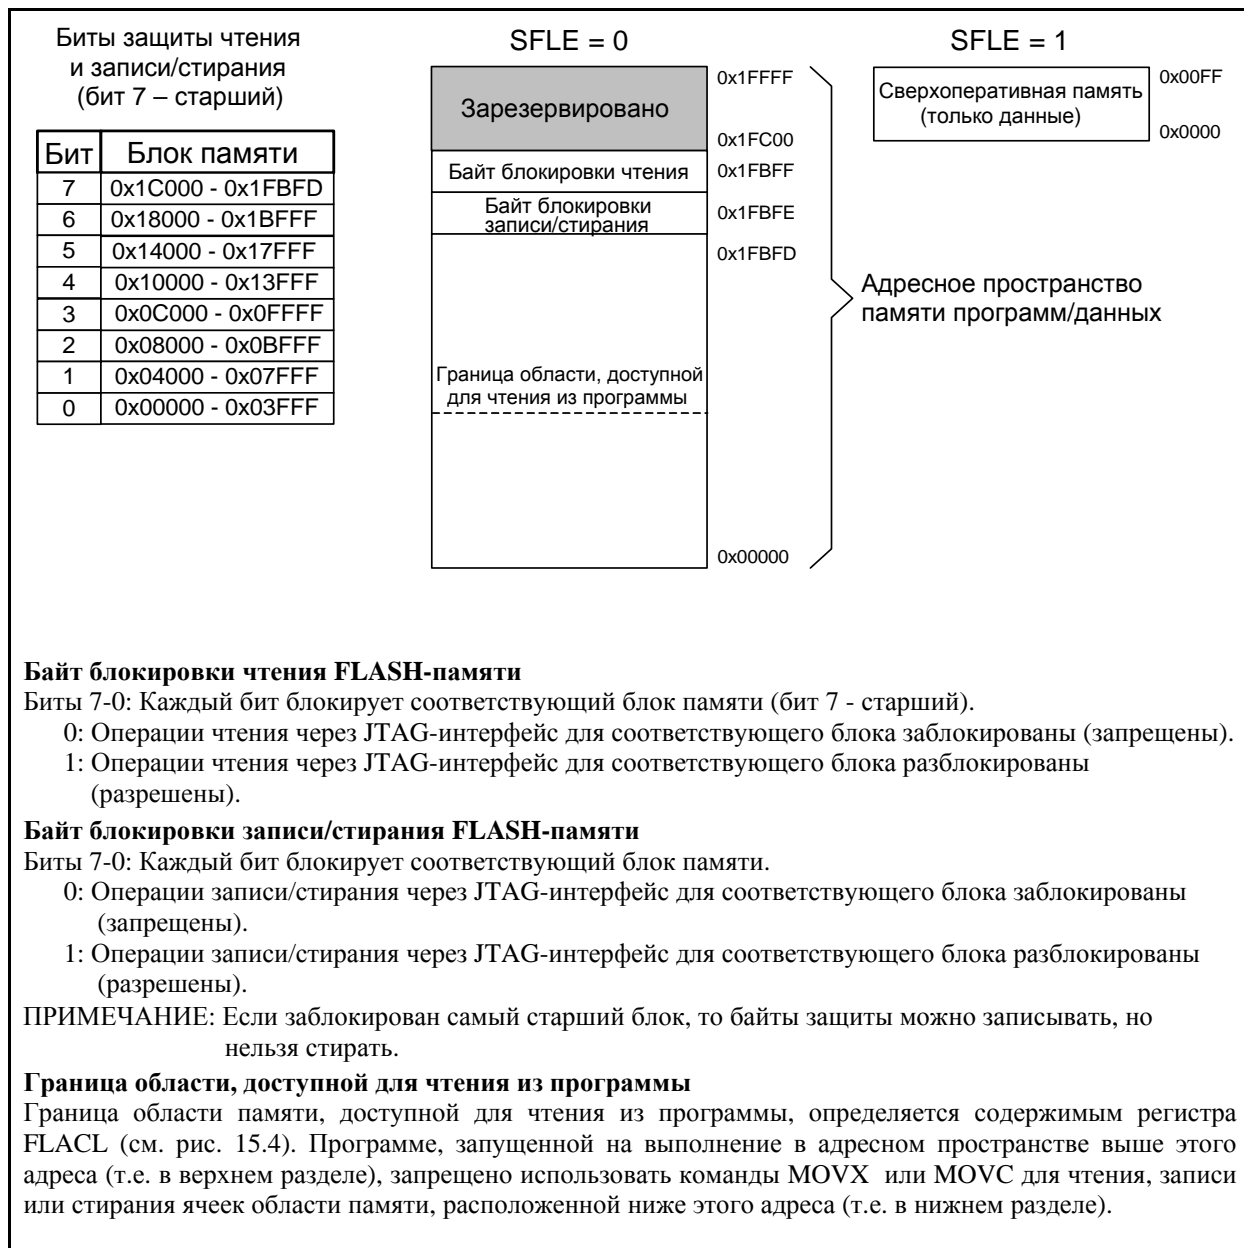 Биты защиты чтения
и записи/стирания
(бит 7 – старший)
Бит Блок памяти
7 0x1C000 - 0x1FBFD
6 0x18000 - 0x1BFFF
5 0x14000 - 0x17FFF
4 0x10000 - 0x13FFF
3 0x0C000 - 0x0FFFF
2 0x08000 - 0x0BFFF
1 0x04000 - 0x07FFF
0 0x00000 - 0x03FFF
SFLE = 0
Зарезервировано
0x1FFFF
0x1FC00
Байт блокировки чтения
0x1FBFF
Байт блокировки
записи/стирания
0x1FBFE
0x1FBFD
Граница области, доступной
для чтения из программы
0x00000
SFLE = 1
Сверхоперативная память
(только данные)
0x00FF
0x0000
Адресное пространство
памяти программ/данных
Байт блокировки чтения FLASH-памяти
Биты 7-0: Каждый бит блокирует соответствующий блок памяти (бит 7 - старший).
0: Операции чтения через JTAG-интерфейс для соответствующего блока заблокированы (запрещены).
1: Операции чтения через JTAG-интерфейс для соответствующего блока разблокированы
(разрешены).
Байт блокировки записи/стирания FLASH-памяти
Биты 7-0: Каждый бит блокирует соответствующий блок памяти.
0: Операции записи/стирания через JTAG-интерфейс для соответствующего блока заблокированы
(запрещены).
1: Операции записи/стирания через JTAG-интерфейс для соответствующего блока разблокированы
(разрешены).
ПРИМЕЧАНИЕ: Если заблокирован самый старший блок, то байты защиты можно записывать, но
нельзя стирать.
Граница области, доступной для чтения из программы
Граница области памяти, доступной для чтения из программы, определяется содержимым регистра
FLACL (см. рис. 15.4). Программе, запущенной на выполнение в адресном пространстве выше этого
адреса (т.е. в верхнем разделе), запрещено использовать команды MOVX или MOVC для чтения, записи
или стирания ячеек области памяти, расположенной ниже этого адреса (т.е. в нижнем разделе).